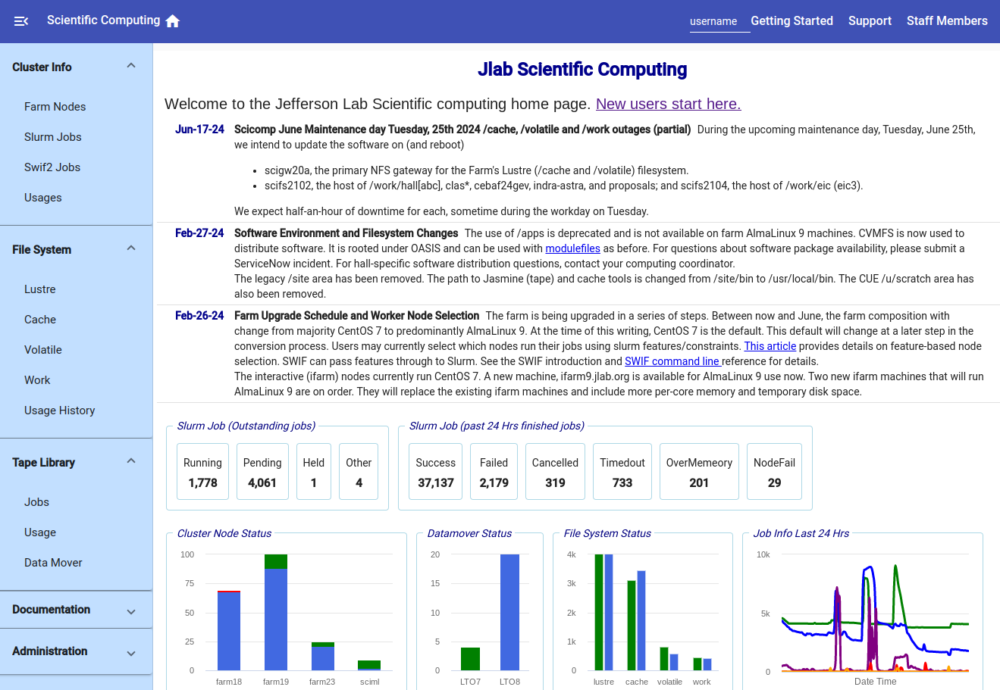 Scientific Computing
username
Getting Started
Support
Staff Members
Cluster Info
Farm Nodes
Slurm Jobs
Swif2 Jobs
Usages
File System
Lustre
Cache
Volatile
Work
Usage History
Tape Library
Jobs
Usage
Data Mover
Documentation
Administration
Jlab Scientific Computing
Welcome to the Jefferson Lab Scientific computing home page. New users start here.
Jun-17-24 Scicomp June Maintenance day Tuesday, 25th 2024 /cache, /volatile and /work outages (partial) During the upcoming maintenance day, Tuesday, June 25th,
we intend to update the software on (and reboot)
• scigw20a, the primary NFS gateway for the Farm's Lustre (/cache and /volatile) filesystem.
• scifs2102, the host of /work/hall[abc], clas*, cebaf24gev, indra-astra, and proposals; and scifs2104, the host of /work/eic (eic3).
We expect half-an-hour of downtime for each, sometime during the workday on Tuesday.
Feb-27-24 Software Environment and Filesystem Changes The use of /apps is deprecated and is not available on farm AlmaLinux 9 machines. CVMFS is now used to
distribute software. It is rooted under OASIS and can be used with modulefiles as before. For questions about software package availability, please submit a
ServiceNow incident. For hall-specific software distribution questions, contact your computing coordinator.
The legacy /site area has been removed. The path to Jasmine (tape) and cache tools is changed from /site/bin to /usr/local/bin. The CUE /u/scratch area has
also been removed.
Feb-26-24 Farm Upgrade Schedule and Worker Node Selection The farm is being upgraded in a series of steps. Between now and June, the farm composition with
change from majority CentOS 7 to predominantly AlmaLinux 9. At the time of this writing, CentOS 7 is the default. This default will change at a later step in the
conversion process. Users may currently select which nodes run their jobs using slurm features/constraints. This article provides details on feature-based node
selection. SWIF can pass features through to Slurm. See the SWIF introduction and SWIF command line reference for details.
The interactive (ifarm) nodes currently run CentOS 7. A new machine, ifarm9.jlab.org is available for AlmaLinux 9 use now. Two new ifarm machines that will run
AlmaLinux 9 are on order. They will replace the existing ifarm machines and include more per-core memory and temporary disk space.
Slurm Job (Outstanding jobs)
Running Pending Held Other
1,778 4,061 1 4
Slurm Job (past 24 Hrs finished jobs)
Success Failed Cancelled Timedout OverMemeory NodeFail
37,137 2,179 319 733 201 29
Cluster Node Status
100
75
50
25
0
farm18 farm19 farm23 sciml
Datamover Status
20
15
10
5
0
LTO7 LTO8
File System Status
4k
3k
2k
1k
0
lustre cache volatile work
Job Info Last 24 Hrs
10k
5k
0
Date Time